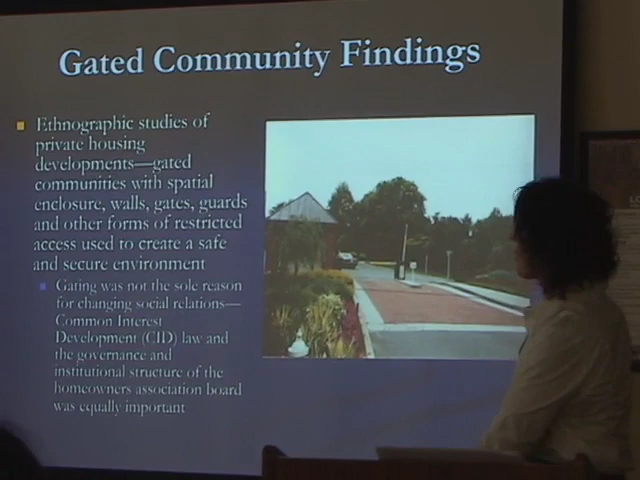 Gated Community Findings
Ethnographic studies of
private housing
developments—gated
communities with spatial
enclosure, walls, gates, guards
and other forms of restricted
access used to create a safe
and secure environment
Gating was not the sole reason
for changing social relations—
Common Interest
Development (CID) law and
the governance and
institutional structure of the
homeowners association board
was equally important